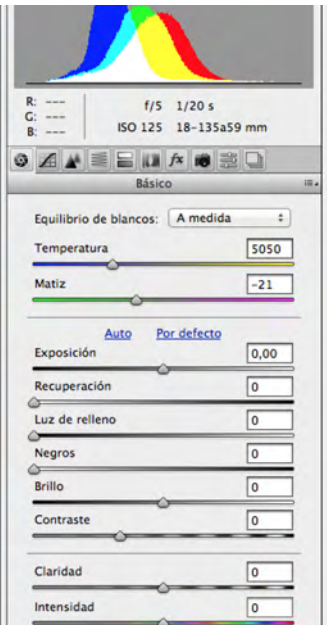 R: ---
G: ---
B: ---
f/5 1/20 s
ISO 125 18-135a59 mm
fx
Básico
Equilibrio de blancos: A medida
Temperatura 5050
Matiz -21
Auto Por defecto
Exposición 0,00
Recuperación 0
Luz de relleno 0
Negros 0
Brillo 0
Contraste 0
Claridad 0
Intensidad 0